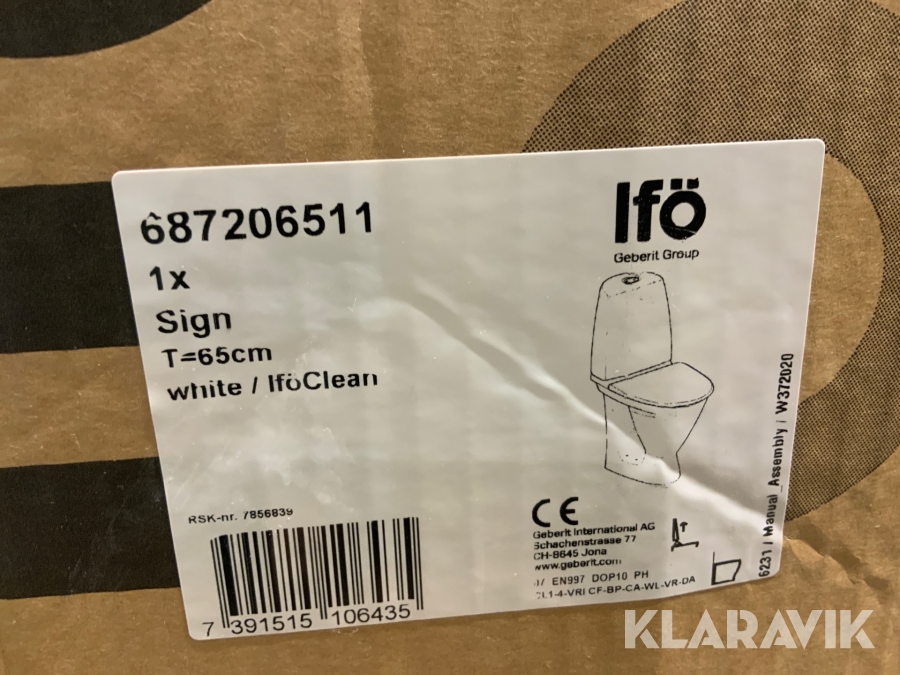 687206511
1x
Sign
T=65cm
white / IföClean
Ifö
Geberit Group
RSK-nr. 7856839
7 391515 106435
CE
Geberit International AG
Schachenstrasse 77
CH-8645 Jona
www.geberit.com
EN997 DOP10 PH
CL1-4-VRI CF-BP-CA-WL-VR-DA
6231 / Manual_Assembly / W372020
KLARAVIK